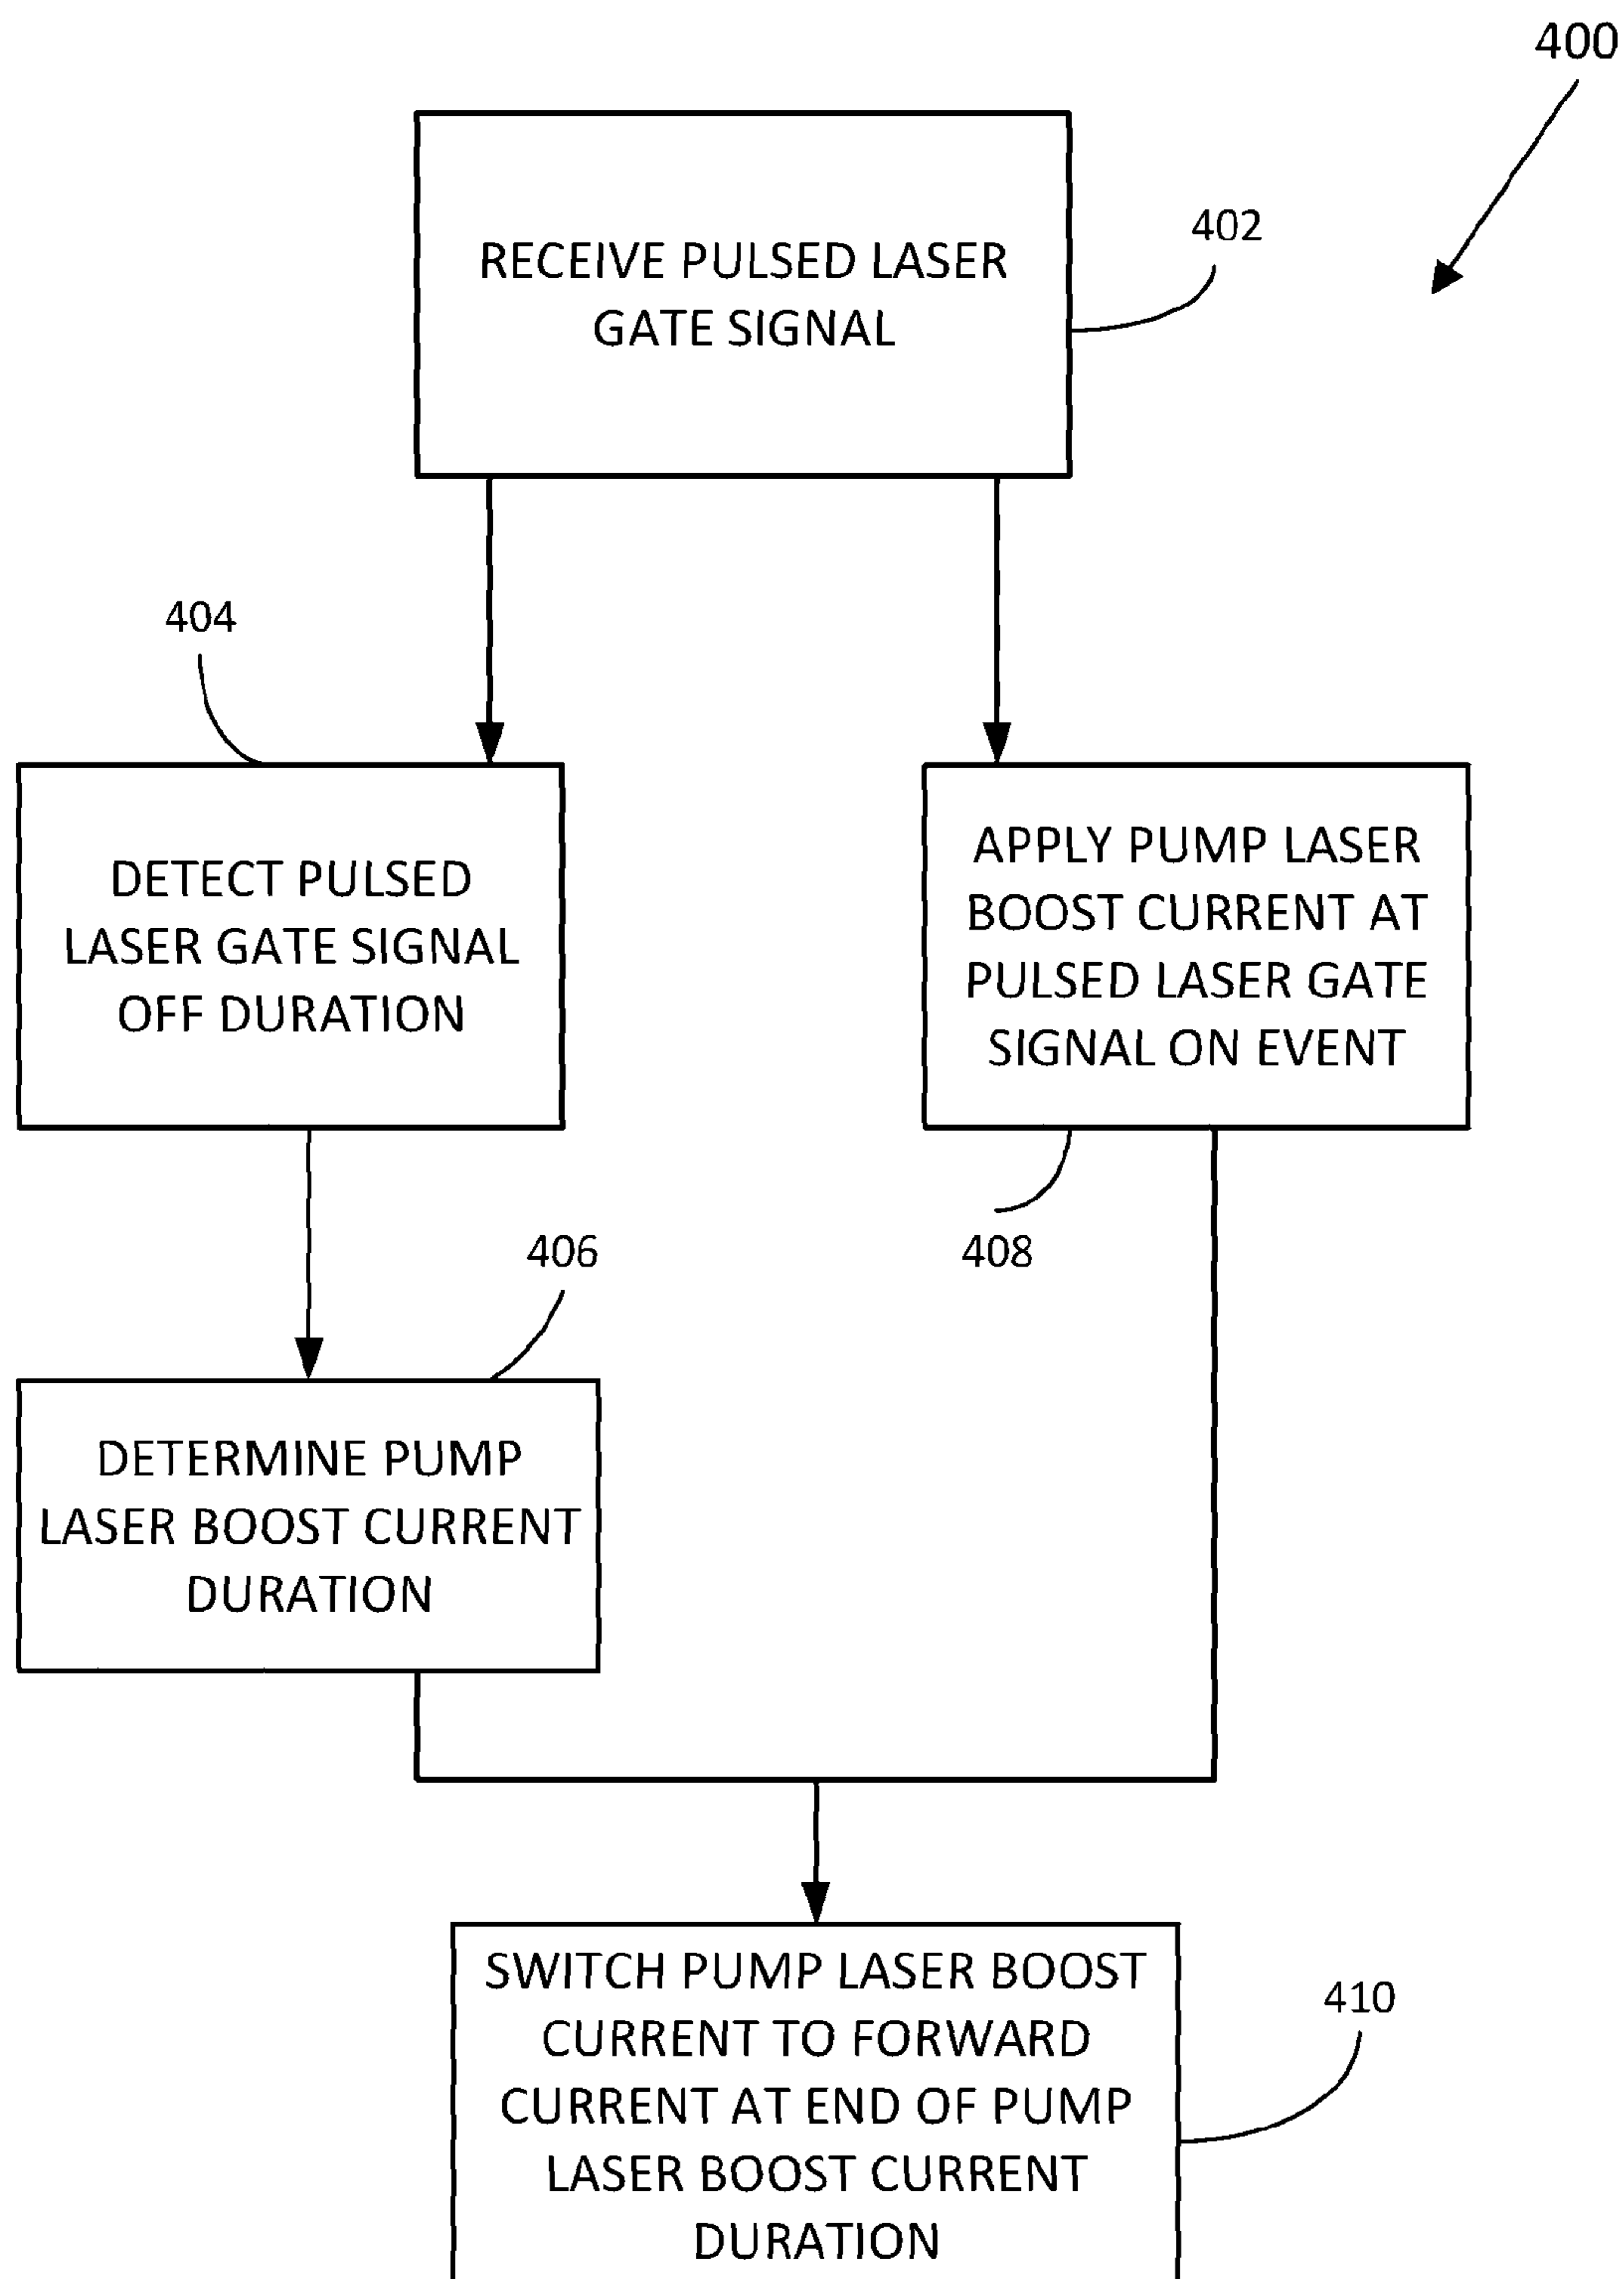 400
402
RECEIVE PULSED LASER
GATE SIGNAL
404
DETECT PULSED
LASER GATE SIGNAL
OFF DURATION
APPLY PUMP LASER
BOOST CURRENT AT
PULSED LASER GATE
SIGNAL ON EVENT
406
408
DETERMINE PUMP
LASER BOOST CURRENT
DURATION
SWITCH PUMP LASER BOOST
CURRENT TO FORWARD
CURRENT AT END OF PUMP
LASER BOOST CURRENT
DURATION
410